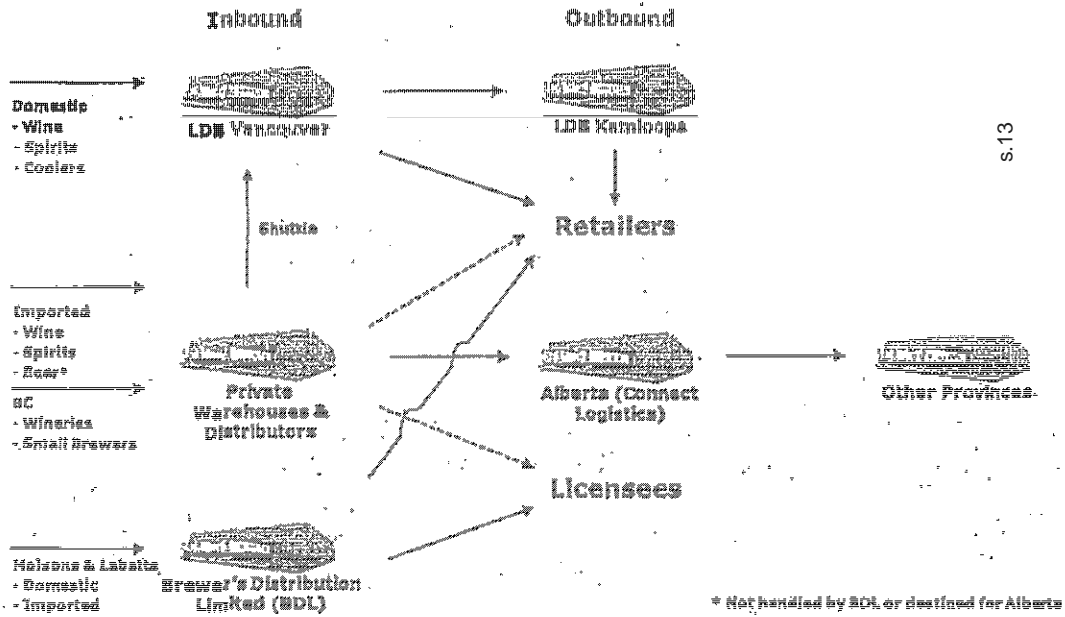 Inbound
Outbound
Domestic
- Wine
- Spirits
- Coolers
LDB Vancouver
LDB Kamloops
s.13
Shuttle
Retailers
Imported
- Wine
- Spirits
- Beer*
BC
- Wineries
- Small Brewers
Private
Warehouses &
Distributors
Alberta (Connect
Logistics)
Other Provinces
Licensees
Molsons & Labatts
- Domestic
- Imported
Brewer's Distribution
Limited (BDL)
* Not handled by BDL or destined for Alberta